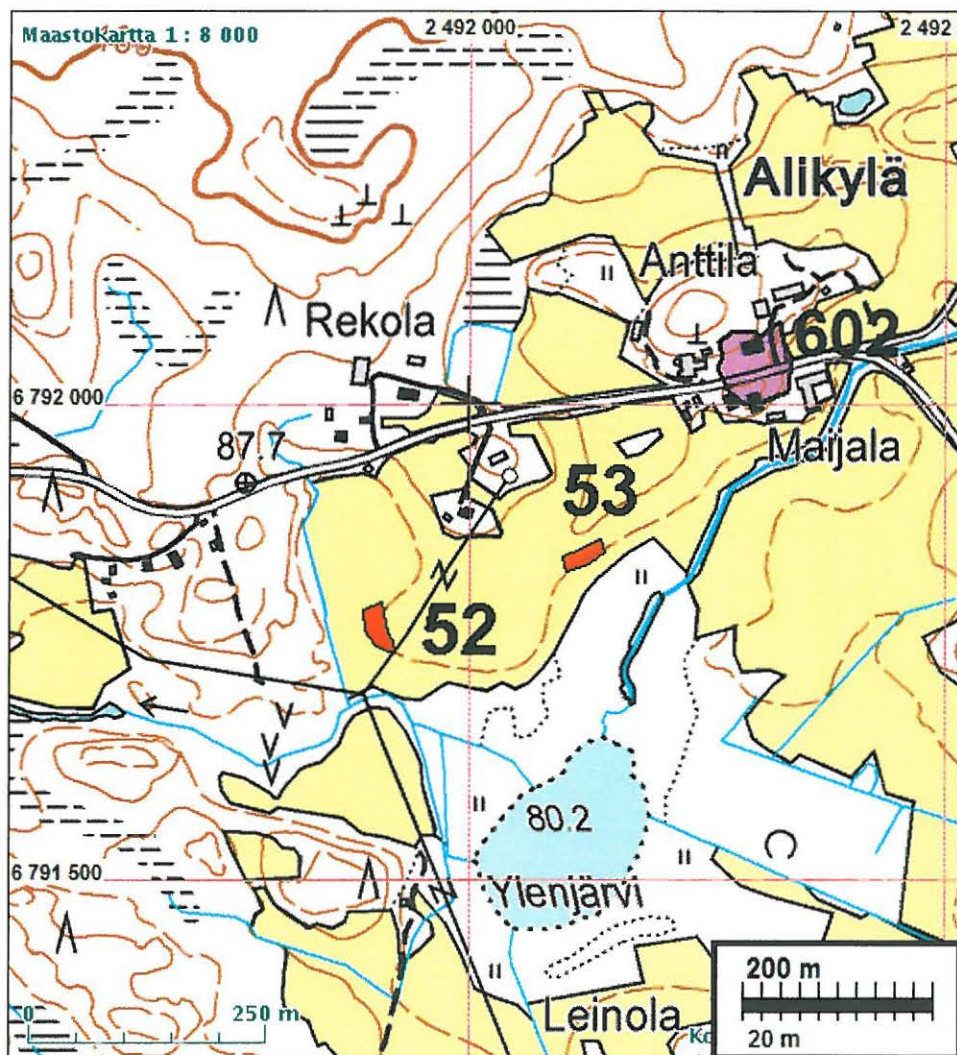 MaastoKartta 1 : 8 000
2 492 000
2 492
Alikylä
Anttila
Rekola
602
6 792 000
87.7
Maijala
53
52
80.2
6 791 500
Ylenjärvi
200 m
20 m
Leinola
0
250 m